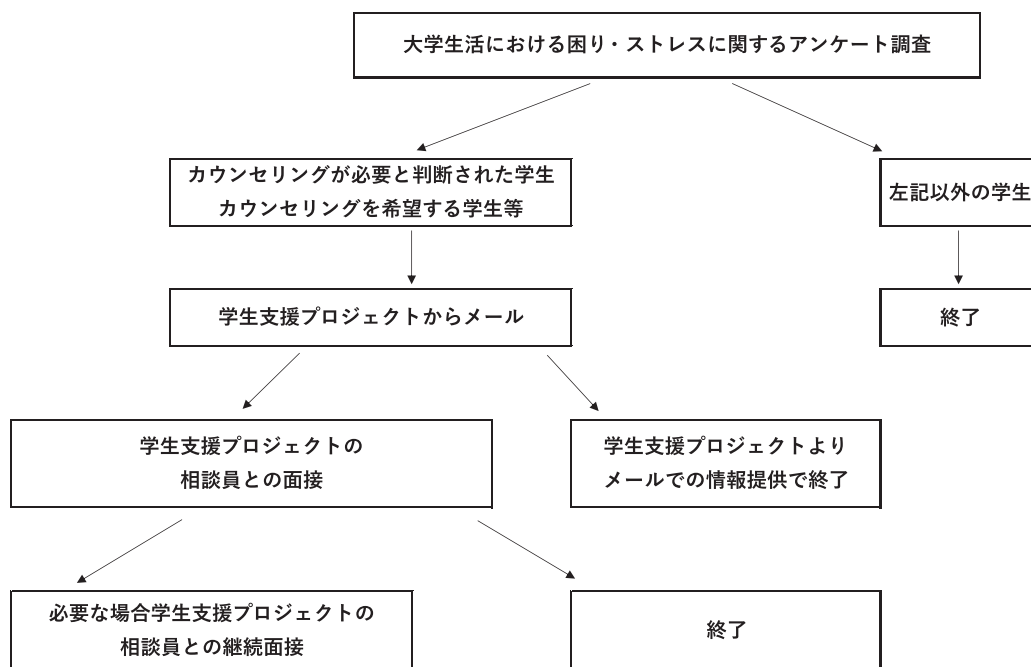 大学生活における困り・ストレスに関するアンケート調査
カウンセリングが必要と判断された学生
カウンセリングを希望する学生等
左記以外の学生
学生支援プロジェクトからメール
終了
学生支援プロジェクトの
相談員との面接
学生支援プロジェクトより
メールでの情報提供で終了
必要な場合学生支援プロジェクトの
相談員との継続面接
終了